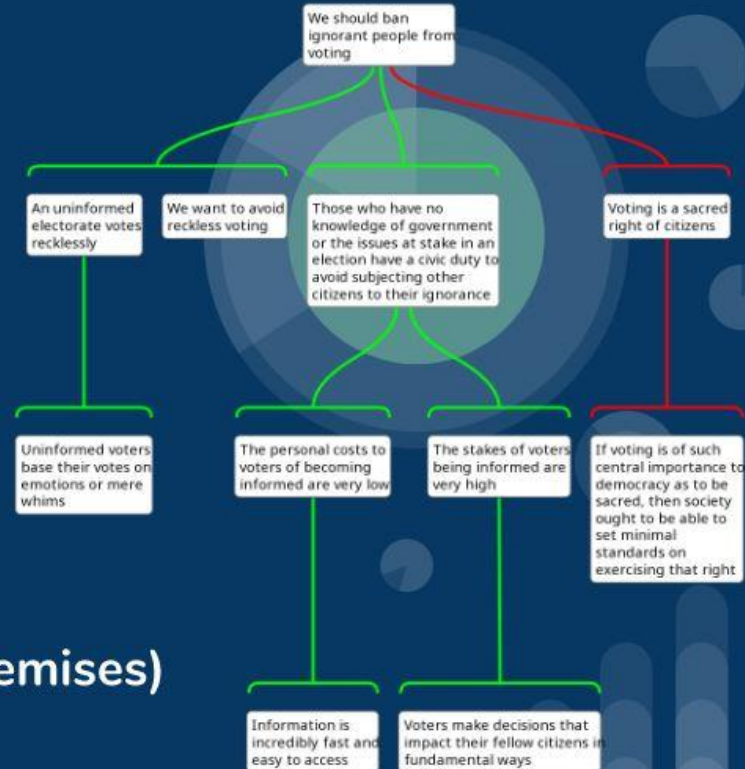 We should ban
ignorant people from
voting
An uninformed
electorate votes
recklessly
We want to avoid
reckless voting
Those who have no
knowledge of government
or the issues at stake in an
election have a civic duty to
avoid subjecting other
citizens to their ignorance
Voting is a sacred
right of citizens
Uninformed voters
base their votes on
emotions or mere
whims
The personal costs to
voters of becoming
informed are very low
The stakes of voters
being informed are
very high
If voting is of such
central importance to
democracy as to be
sacred, then society
ought to be able to
set minimal
standards on
exercising that right
emises)
Information is
incredibly fast and
easy to access
Voters make decisions that
impact their fellow citizens in
fundamental ways